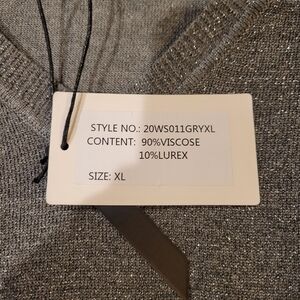 STYLE NO.: 20WS011GRYXL
CONTENT: 90%VISCOSE
10%LUREX
SIZE: XL